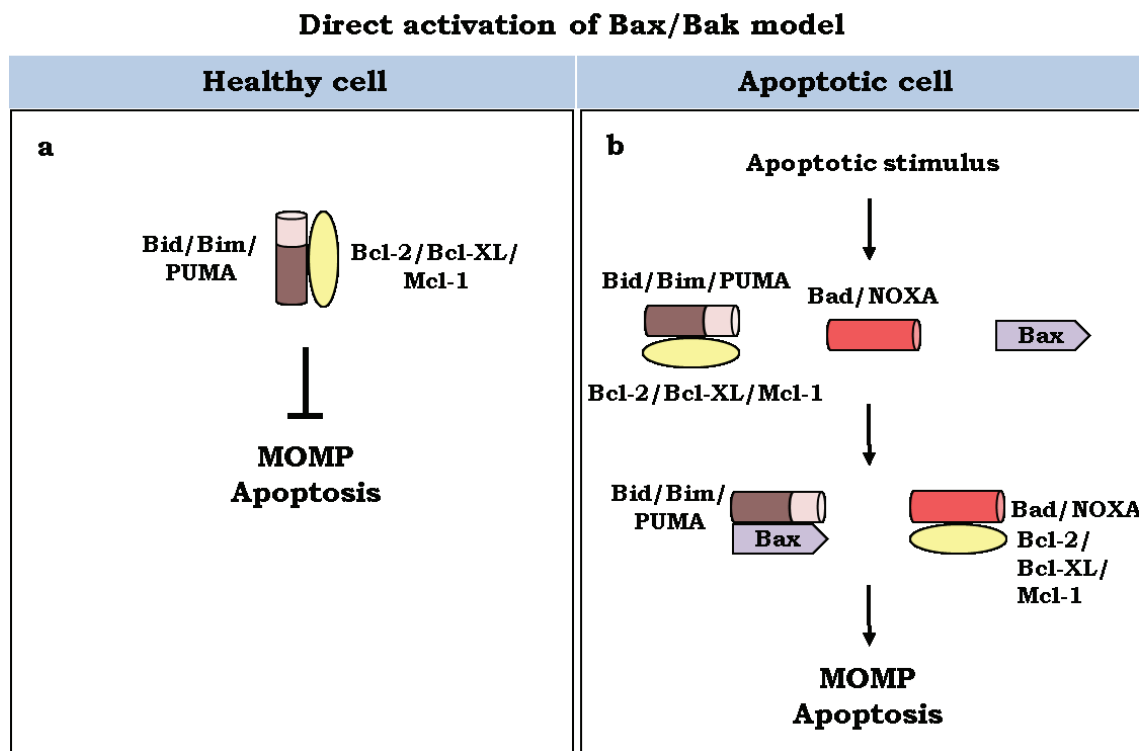 Direct activation of Bax/Bak model
Healthy cell
Apoptotic cell
a
Bid/Bim/
PUMA
Bcl-2/Bcl-XL/
Mcl-1
MOMP
Apoptosis
b
Apoptotic stimulus
Bid/Bim/PUMA
Bad/NOXA
Bax
Bcl-2/Bcl-XL/Mcl-1
Bid/Bim/
PUMA
Bax
Bad/NOXA
Bcl-2/
Bcl-XL/
Mcl-1
MOMP
Apoptosis